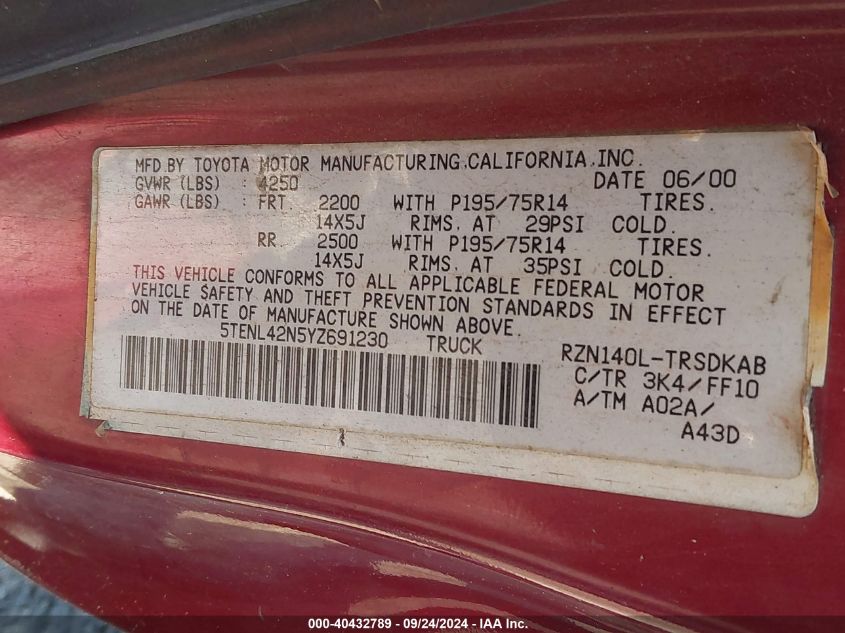 MFD.BY TOYOTA MOTOR MANUFACTURING,CALIFORNIA,INC.
GVWR (LBS) : 4250 DATE 06/00
GAWR (LBS) : FRT. 2200 WITH P195/75R14 TIRES.
14X5J RIMS. AT 29PSI COLD.
RR 2500 WITH P195/75R14 TIRES.
14X5J RIMS. AT 35PSI COLD.
THIS VEHICLE CONFORMS TO ALL APPLICABLE FEDERAL MOTOR
VEHICLE SAFETY AND THEFT PREVENTION STANDARDS IN EFFECT
ON THE DATE OF MANUFACTURE SHOWN ABOVE.
5TENL42N5YZ691230 TRUCK
RZN140L-TRSDKAB
C/TR 3K4/FF10
A/TM A02A/
A43D
000-40432789 - 09/24/2024 - IAA Inc.